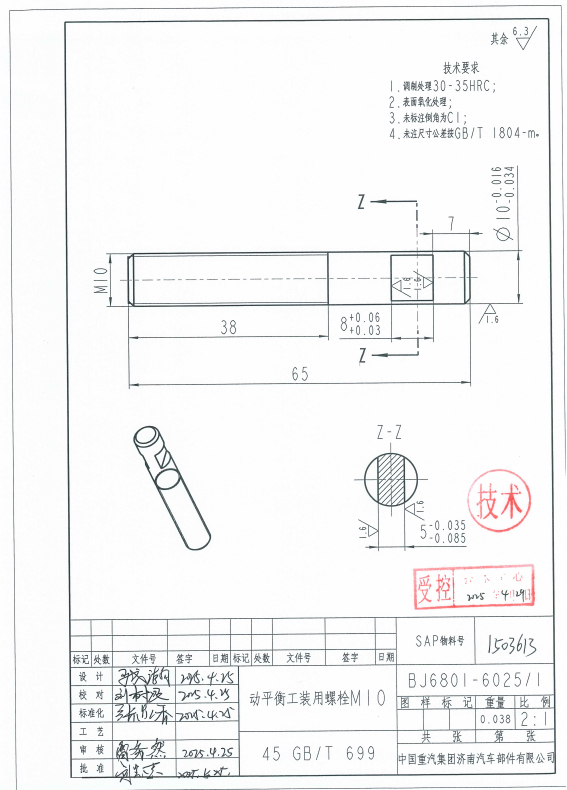 其余 6.3
技术要求
1.调制处理30-35HRC;
2.表面氧化处理;
3.未标注倒角为C1;
4.未注尺寸公差按GB/T 1804-m。
Z
7
Ø10-0.016
-0.034
M10
1.6
1.6
1.6
38
8+0.06
+0.03
Z
65
Z-Z
1.6
1.6
5-0.035
-0.085
技术
受控
2025 4 29日
SAP物料号
1503613
标记 处数 文件号 签字 日期 标记 处数 文件号 签字 日期
设计 2025.4.25
校对 2025.4.25
标准化 2025.4.25
工艺
审核 2025.4.25
批准 2025.4.25.
动平衡工装用螺栓M10
45 GB/T 699
BJ6801-6025/1
图样标记 重量 比例
0.038 2:1
共 张 第 张
中国重汽集团济南汽车部件有限公司